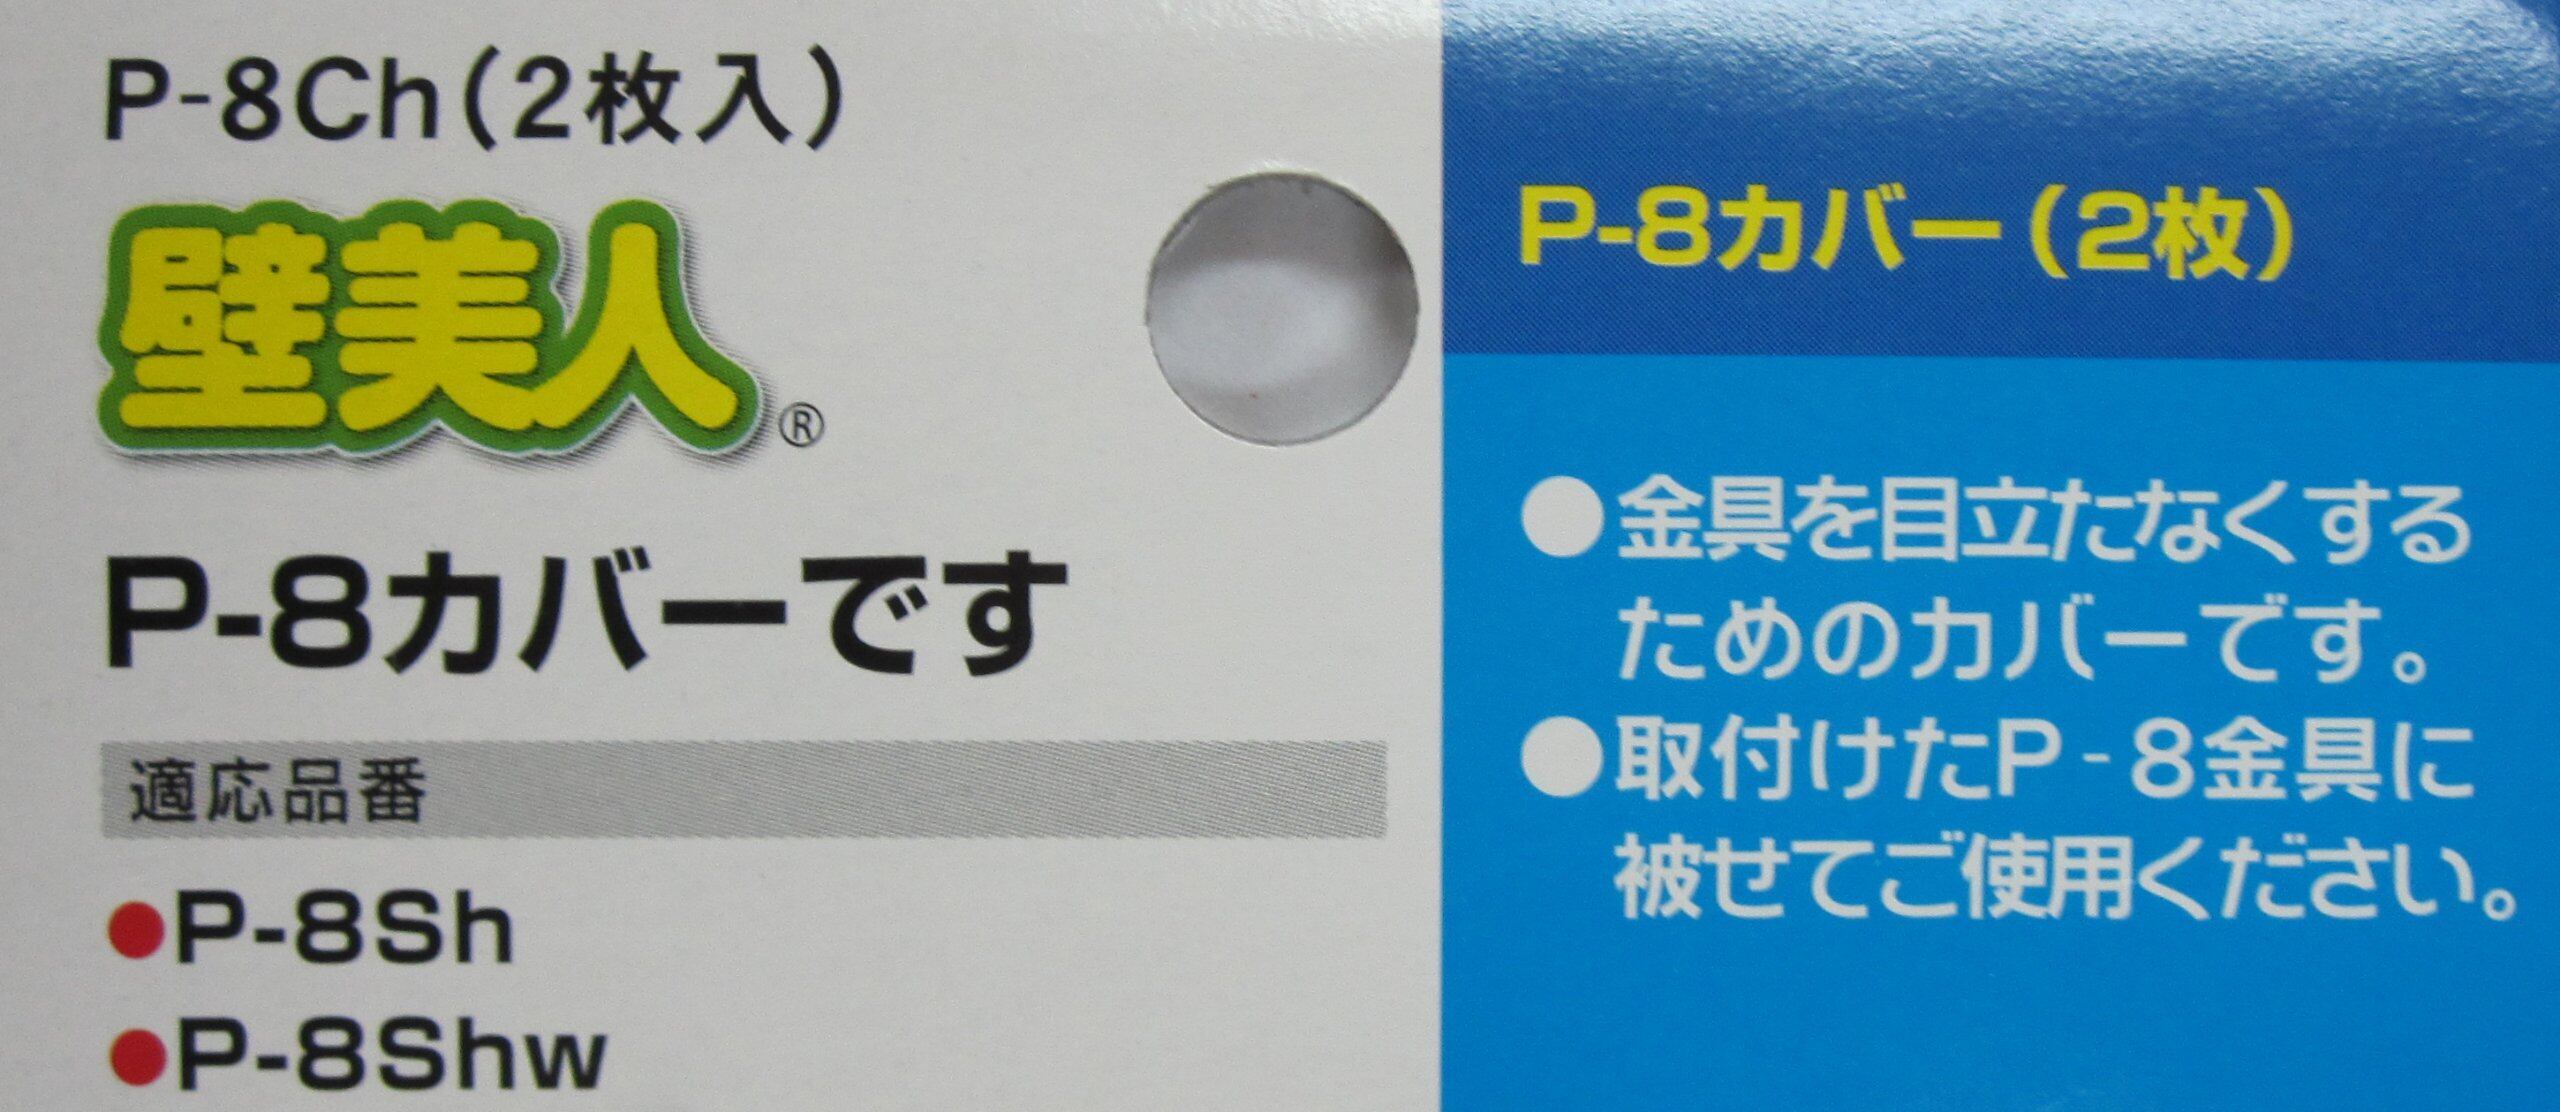 P-8Ch(2枚入)
壁美人®
P-8カバーです
適応品番
●P-8Sh
●P-8Shw
P-8カバー(2枚)
●金具を目立たなくする
ためのカバーです。
●取付けたP-8金具に
被せてご使用ください。